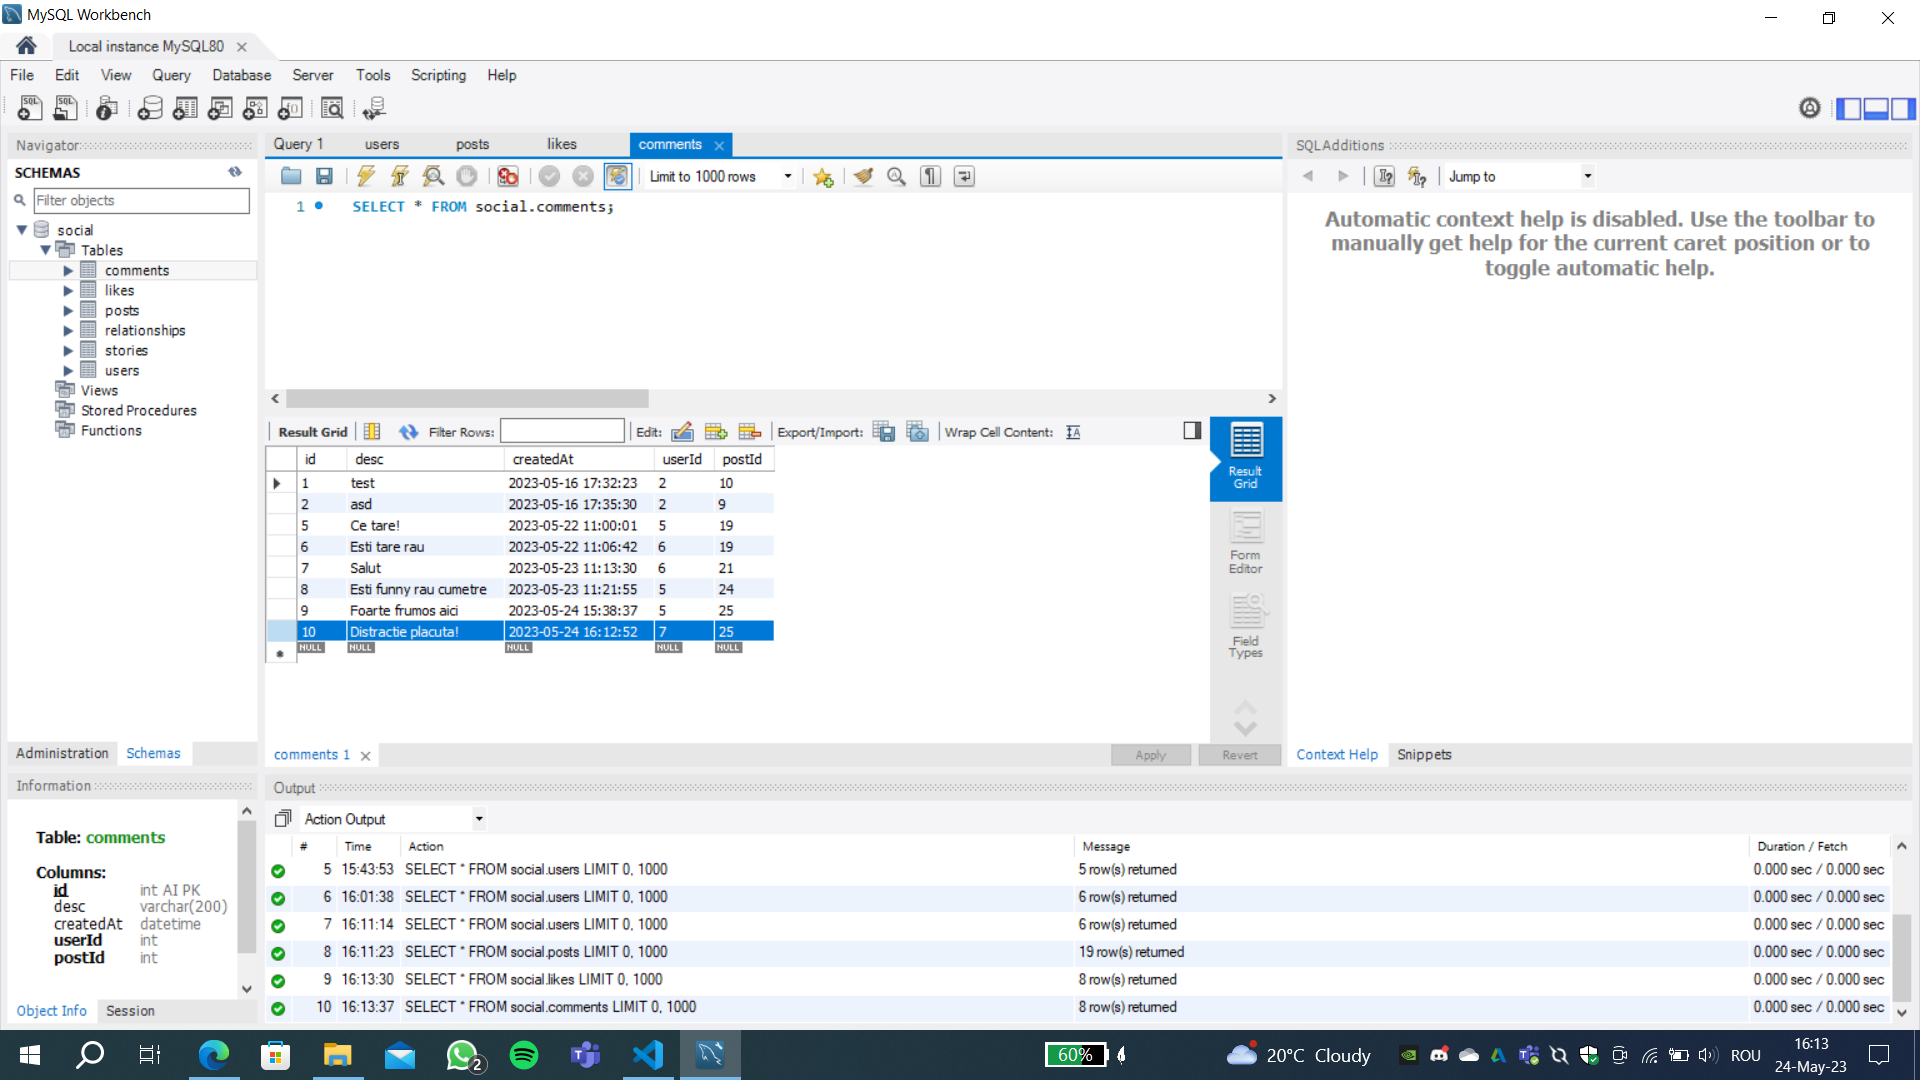 MySQL Workbench
Local instance MySQL80
File Edit View Query Database Server Tools Scripting Help
Navigator
SCHEMAS
Filter objects
social
Tables
comments
likes
posts
relationships
stories
users
Views
Stored Procedures
Functions
Administration Schemas
Information
Table: comments
Columns:
id int AI PK
desc varchar(200)
createdAt datetime
userId int
postId int
Object Info Session
Query 1 users posts likes comments
Limit to 1000 rows
1 SELECT * FROM social.comments;
Result Grid Filter Rows: Edit: Export/Import: Wrap Cell Content:
id desc createdAt userId postId
1 test 2023-05-16 17:32:23 2 10
2 asd 2023-05-16 17:35:30 2 9
5 Ce tare! 2023-05-22 11:00:01 5 19
6 Esti tare rau 2023-05-22 11:06:42 6 19
7 Salut 2023-05-23 11:13:30 6 21
8 Esti funny rau cumetre 2023-05-23 11:21:55 5 24
9 Foarte frumos aici 2023-05-24 15:38:37 5 25
10 Distractie placuta! 2023-05-24 16:12:52 7 25
NULL NULL NULL NULL NULL
Result
Grid
Form
Editor
Field
Types
comments 1
Apply Revert
SQLAdditions
Jump to
Automatic context help is disabled. Use the toolbar to
manually get help for the current caret position or to
toggle automatic help.
Context Help Snippets
Output
Action Output
# Time Action Message Duration / Fetch
5 15:43:53 SELECT * FROM social.users LIMIT 0, 1000 5 row(s) returned 0.000 sec / 0.000 sec
6 16:01:38 SELECT * FROM social.users LIMIT 0, 1000 6 row(s) returned 0.000 sec / 0.000 sec
7 16:11:14 SELECT * FROM social.users LIMIT 0, 1000 6 row(s) returned 0.000 sec / 0.000 sec
8 16:11:23 SELECT * FROM social.posts LIMIT 0, 1000 19 row(s) returned 0.000 sec / 0.000 sec
9 16:13:30 SELECT * FROM social.likes LIMIT 0, 1000 8 row(s) returned 0.000 sec / 0.000 sec
10 16:13:37 SELECT * FROM social.comments LIMIT 0, 1000 8 row(s) returned 0.000 sec / 0.000 sec
2
60%
20°C Cloudy
ROU
16:13
24-May-23